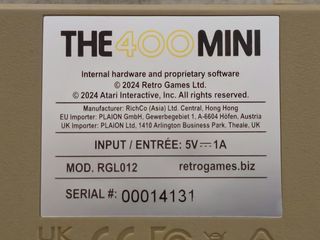 THE400MINI
Internal hardware and proprietary software
© 2024 Retro Games Ltd.
© 2024 Atari Interactive, Inc. All rights reserved.
Manufacturer: RichCo (Asia) Ltd. Central, Hong Kong
EU Importer: PLAION GmbH, Gewerbegebiet 1, A-6604 Höfen, Austria
UK Importer: PLAION Ltd, 1410 Arlington Business Park, Theale, UK
INPUT / ENTRÉE: 5V⎓1A
MOD. RGL012 retrogames.biz
SERIAL #: 00014131